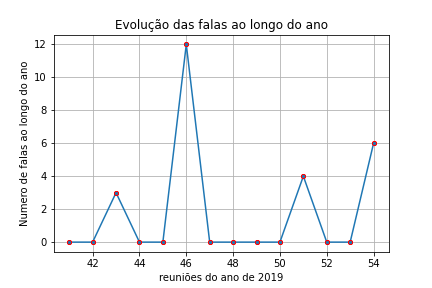 Evolução das falas ao longo do ano
12
10
8
6
4
2
0
Numero de falas ao longo do ano
42 44 46 48 50 52 54
reuniões do ano de 2019